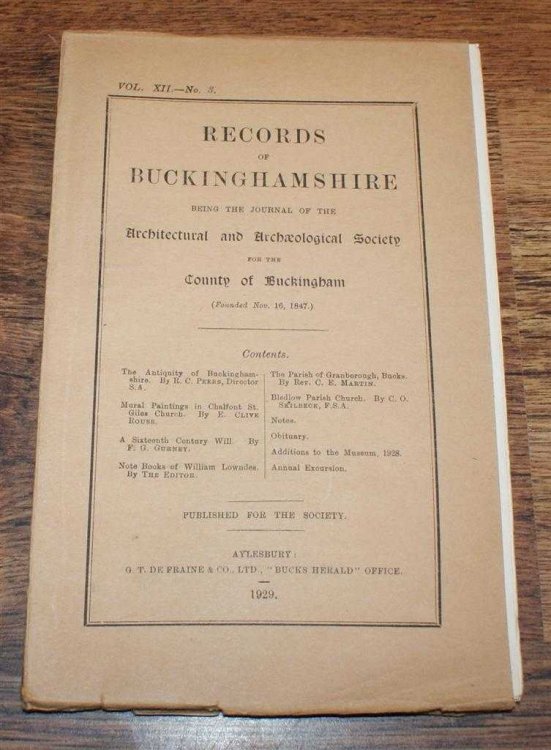 VOL. XII.—No. 3.
RECORDS
OF
BUCKINGHAMSHIRE
BEING THE JOURNAL OF THE
Architectural and Archæological Society
FOR THE
County of Buckingham
(Founded Nov. 16, 1847.)
Contents.
The Antiquity of Buckingham-
shire. By R. C. PEERS, Director
S.A.
Mural Paintings in Chalfont St.
Giles Church. By E. CLIVE
ROUSE.
A Sixteenth Century Will. By
F. G. GURNEY.
Note Books of William Lowndes.
By THE EDITOR.
The Parish of Granborough, Bucks.
By REV. C. E. MARTIN.
Bledlow Parish Church. By C. O.
SKILBECK, F.S.A.
Notes.
Obituary.
Additions to the Museum, 1928.
Annual Excursion.
PUBLISHED FOR THE SOCIETY.
AYLESBURY:
G. T. DE FRAINE & CO., LTD., "BUCKS HERALD" OFFICE.
1929.